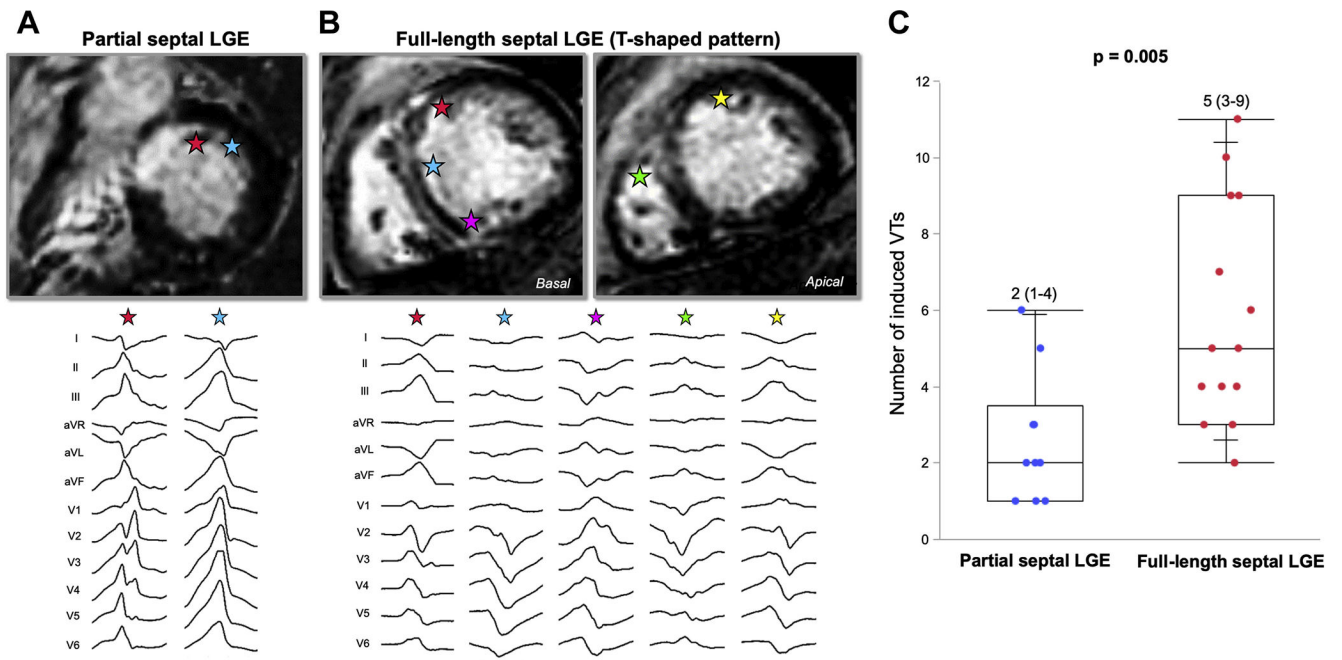 A
Partial septal LGE
B
Full-length septal LGE (T-shaped pattern)
Basal
Apical
I
II
III
aVR
aVL
aVF
V1
V2
V3
V4
V5
V6
I
II
III
aVR
aVL
aVF
V1
V2
V3
V4
V5
V6
C
p = 0.005
Number of induced VTs
12
10
8
6
4
2
0
2 (1-4)
5 (3-9)
Partial septal LGE
Full-length septal LGE